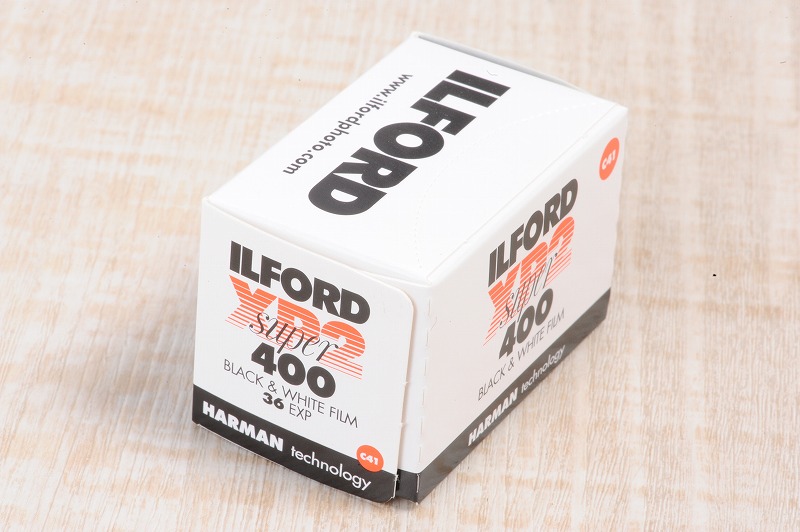 ILFORD
www.ilfordphoto.com
ILFORD
XP2
super
400
BLACK & WHITE FILM
36 EXP
HARMAN technology
C41
C41
ILFORD
XP2
super
400
BLACK & WHITE FILM
HARMAN technology